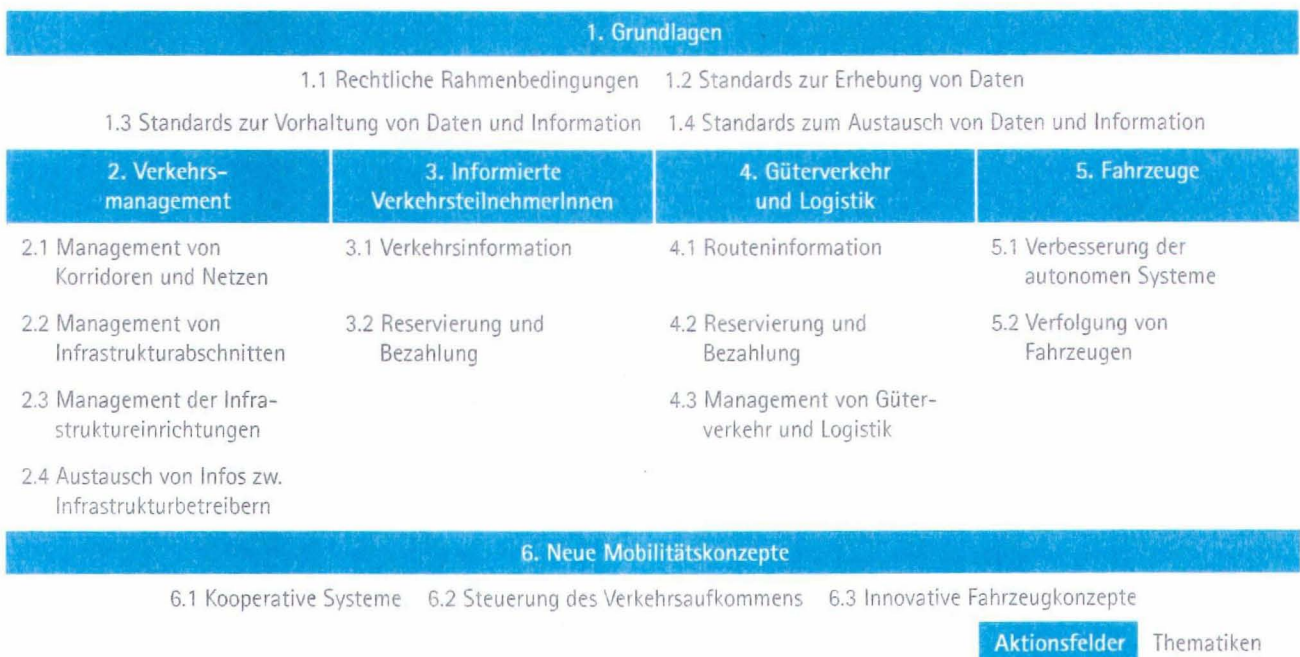 1. Grundlagen
1.1 Rechtliche Rahmenbedingungen 1.2 Standards zur Erhebung von Daten
1.3 Standards zur Vorhaltung von Daten und Information 1.4 Standards zum Austausch von Daten und Information
2. Verkehrs-
management
3. Informierte
VerkehrsteilnehmerInnen
4. Güterverkehr
und Logistik
5. Fahrzeuge
2.1 Management von
Korridoren und Netzen
2.2 Management von
Infrastrukturabschnitten
2.3 Management der Infra-
struktureinrichtungen
2.4 Austausch von Infos zw.
Infrastrukturbetreibern
3.1 Verkehrsinformation
3.2 Reservierung und
Bezahlung
4.1 Routeninformation
4.2 Reservierung und
Bezahlung
4.3 Management von Güter-
verkehr und Logistik
5.1 Verbesserung der
autonomen Systeme
5.2 Verfolgung von
Fahrzeugen
6. Neue Mobilitätskonzepte
6.1 Kooperative Systeme 6.2 Steuerung des Verkehrsaufkommens 6.3 Innovative Fahrzeugkonzepte
Aktionsfelder Thematiken